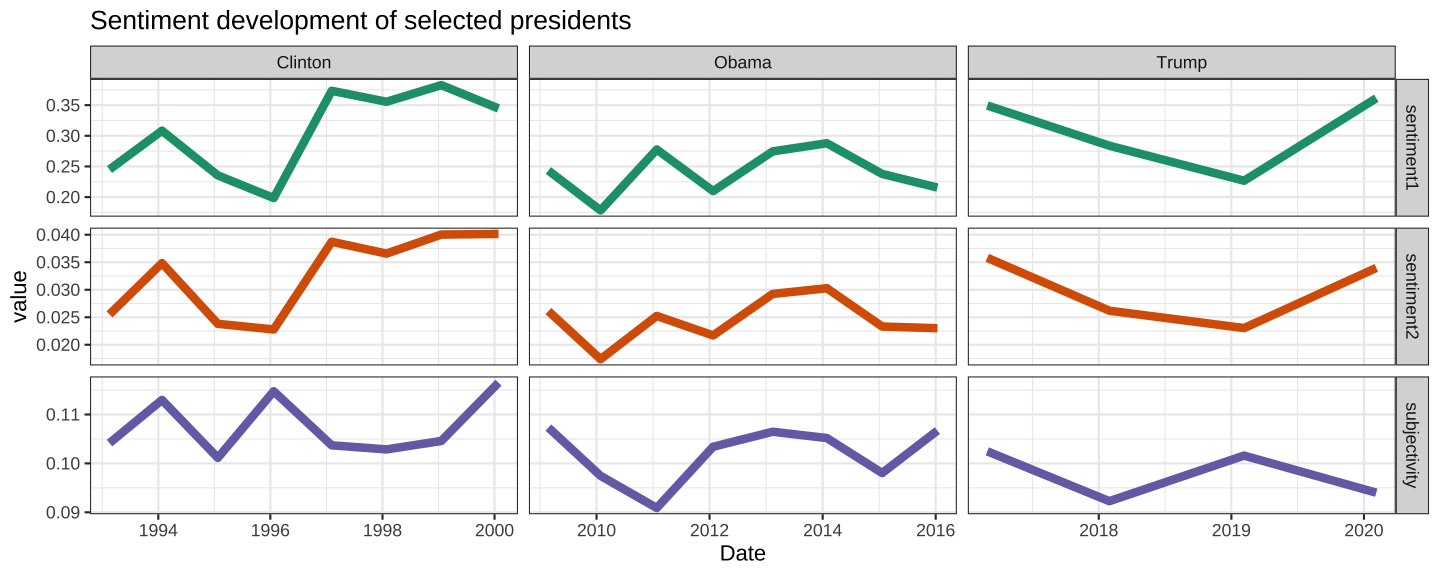 Sentiment development of selected presidents
Clinton
Obama
Trump
0.35
0.30
0.25
0.20
sentiment1
0.040
0.035
0.030
0.025
0.020
sentiment2
value
0.11
0.10
0.09
subjectivity
1994 1996 1998 2000
2010 2012 2014 2016
2018 2019 2020
Date